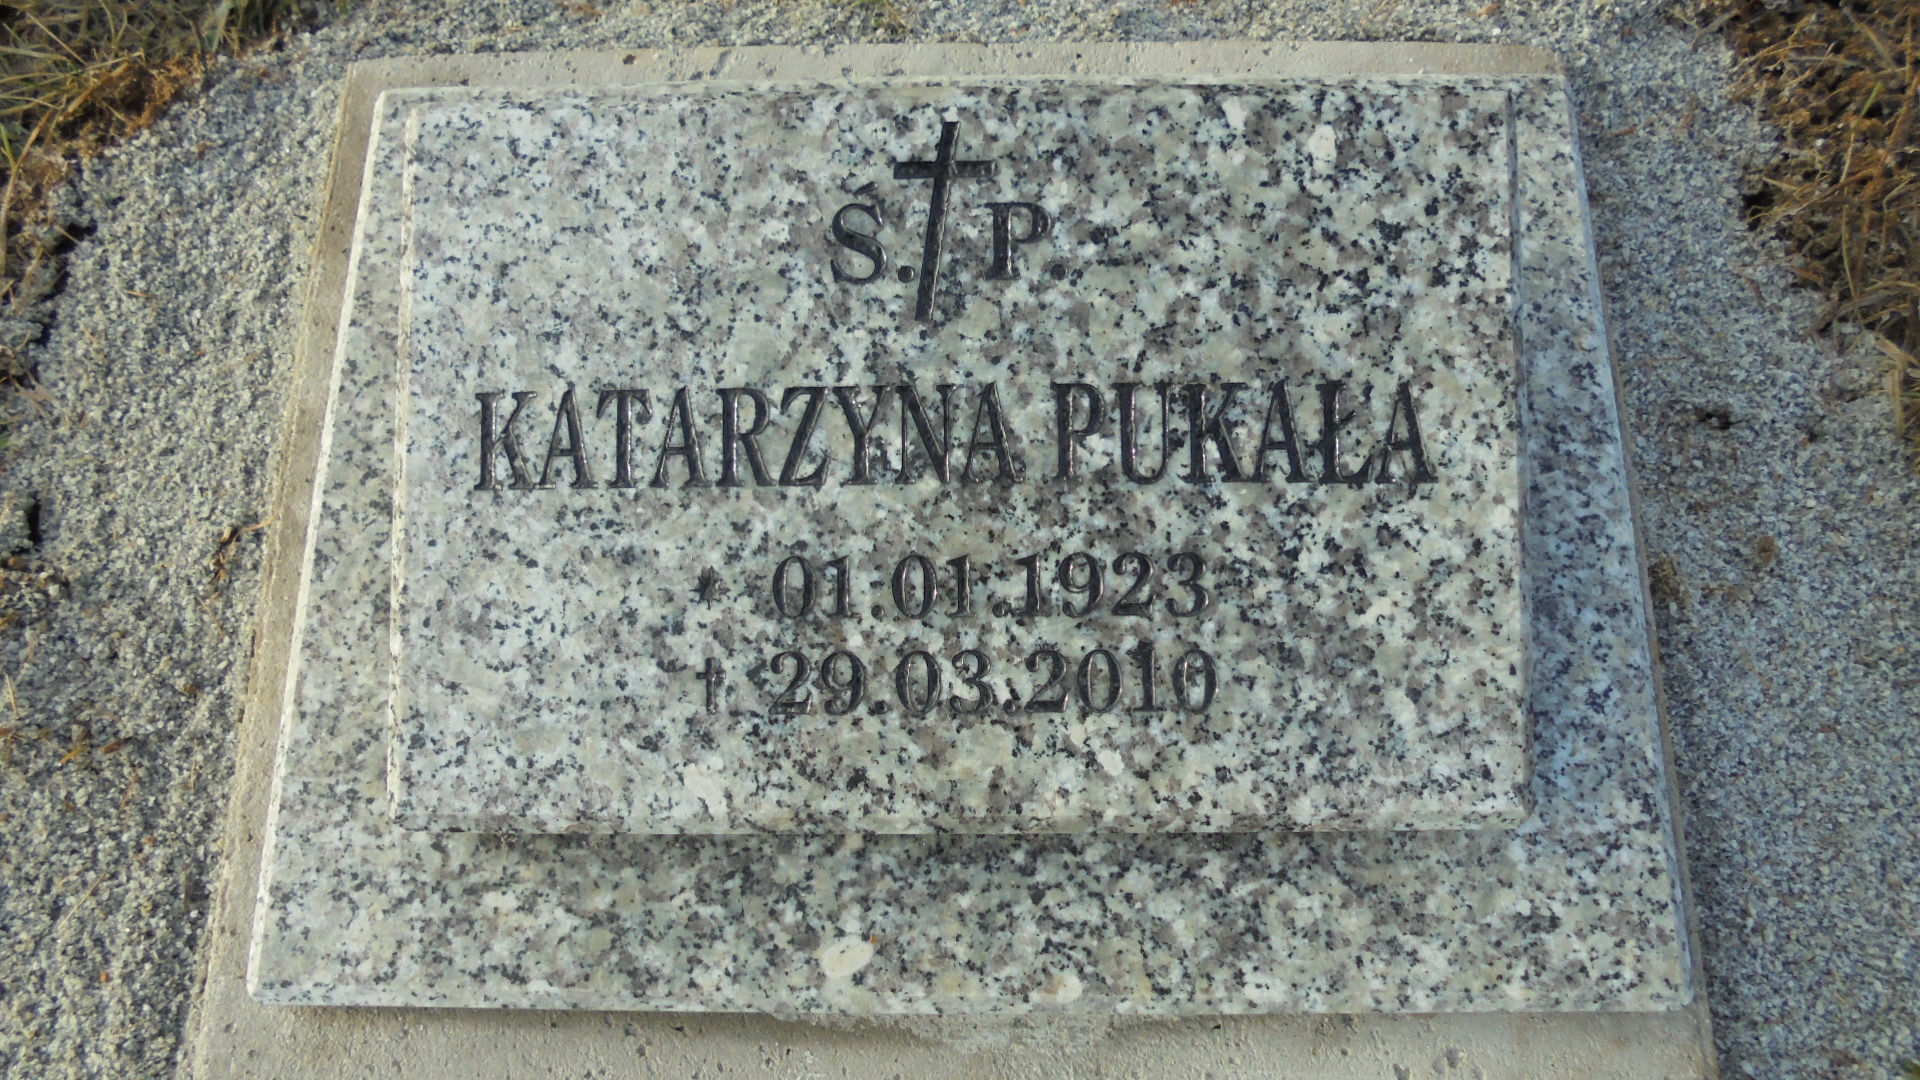 Ś. P.
KATARZYNA PUKAŁA
* 01.01.1923
† 29.03.2010